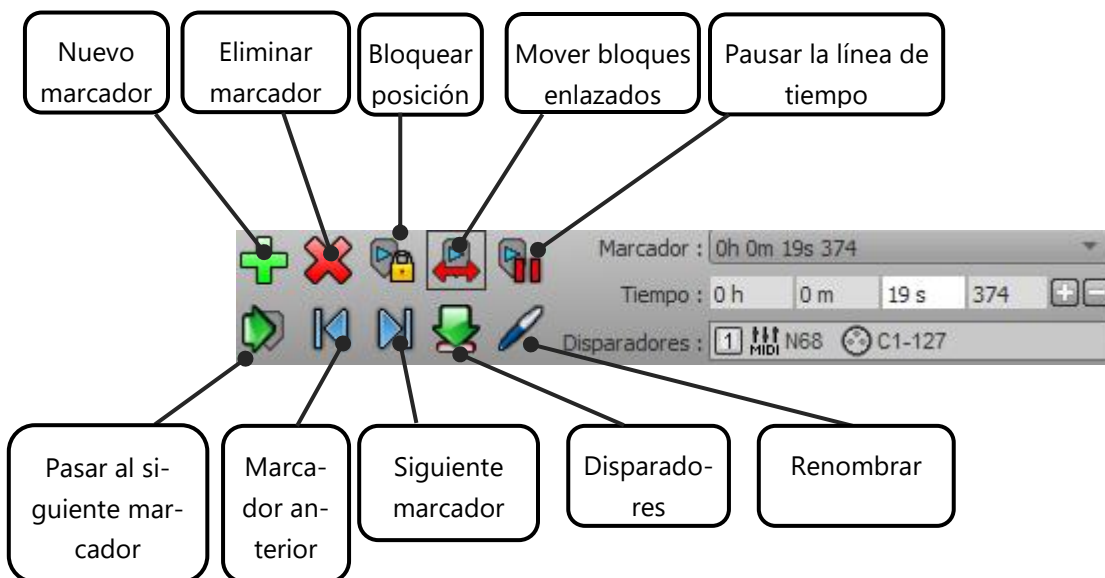 Nuevo
marcador
Eliminar
marcador
Bloquear
posición
Mover bloques
enlazados
Pausar la línea de
tiempo
Marcador : 0h 0m 19s 374
Tiempo : 0 h 0 m 19 s 374
Disparadores : 1 MIDI N68 C1-127
Pasar al si-
guiente mar-
cador
Marca-
dor an-
terior
Siguiente
marcador
Disparado-
res
Renombrar